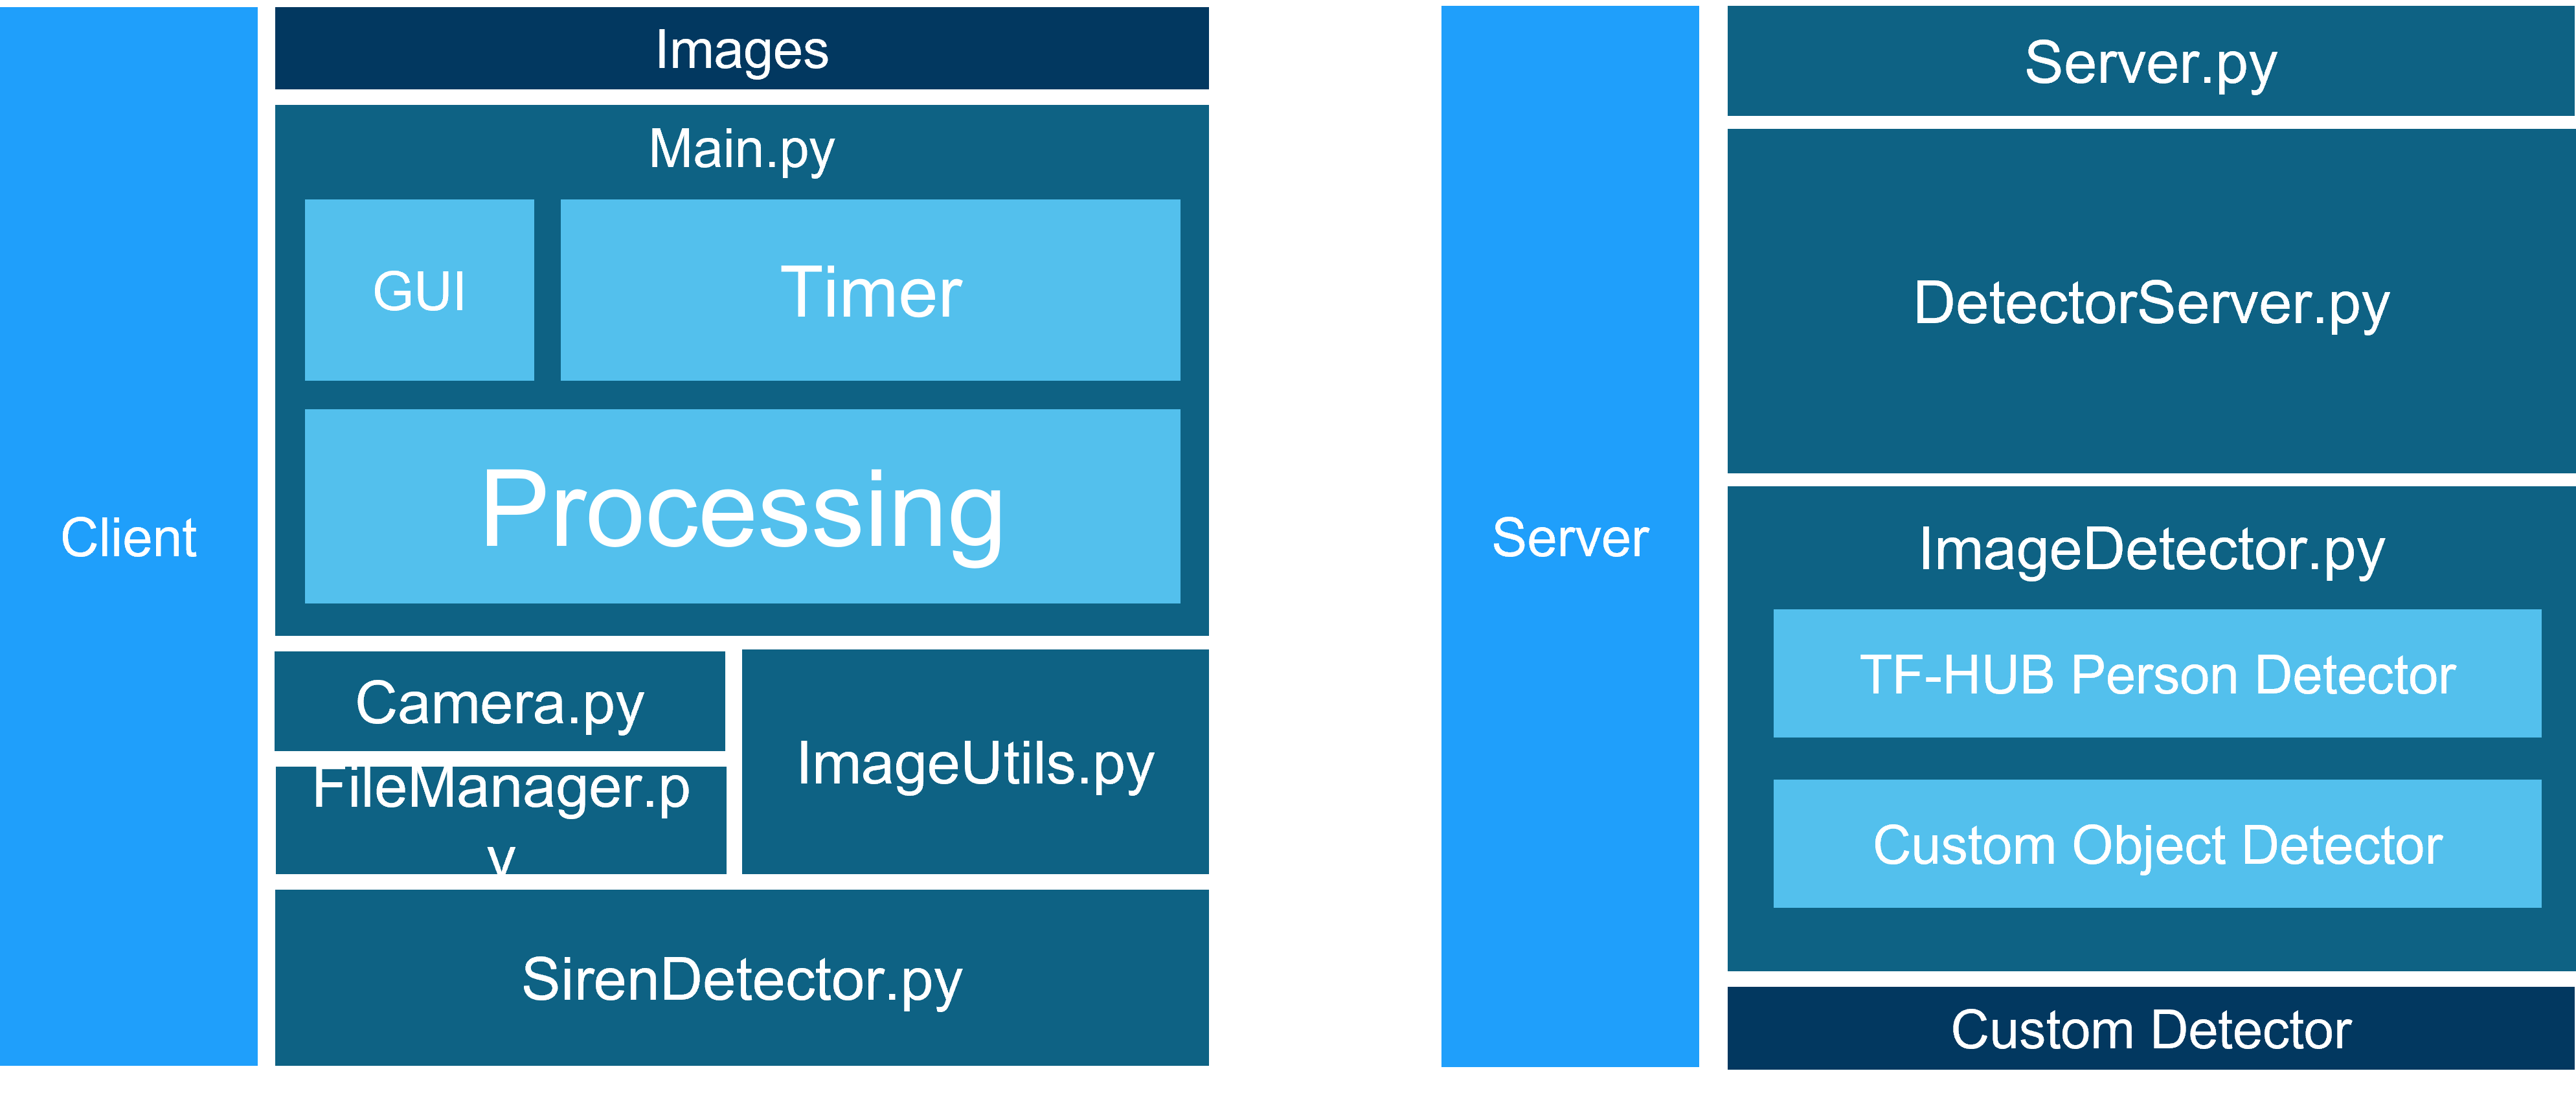 Client
Images
Main.py
GUI
Timer
Processing
Camera.py
FileManager.p
y
ImageUtils.py
SirenDetector.py
Server
Server.py
DetectorServer.py
ImageDetector.py
TF-HUB Person Detector
Custom Object Detector
Custom Detector